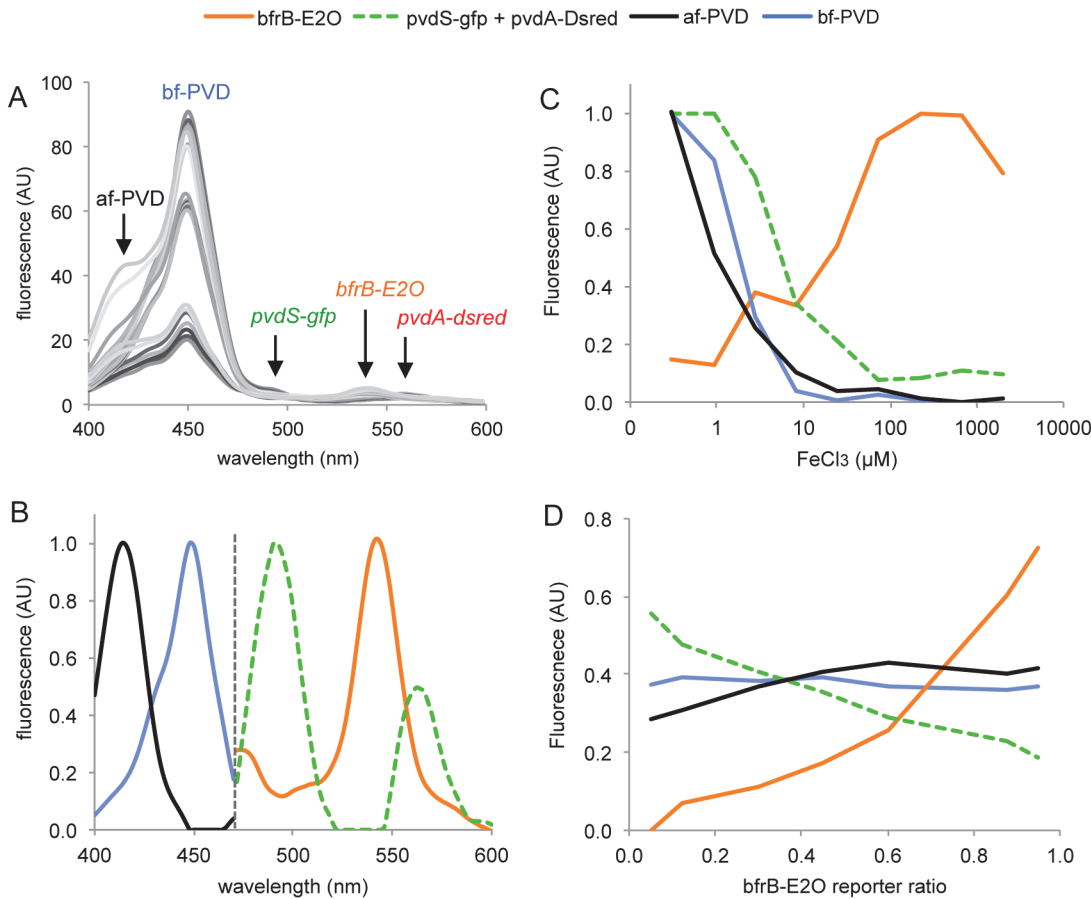 bfrB-E2O pvdS-gfp + pvdA-Dsred af-PVD bf-PVD
A
fluorescence (AU)
100
80
60
40
20
0
400 450 500 550 600
wavelength (nm)
bf-PVD
af-PVD
pvdS-gfp
bfrB-E2O
pvdA-dsred
C
Fluorescence (AU)
1.0
0.8
0.6
0.4
0.2
0.0
0 1 10 100 1000 10000
FeCl3 (µM)
B
fluorescence (AU)
1.0
0.8
0.6
0.4
0.2
0.0
400 450 500 550 600
wavelength (nm)
D
Fluorescnece (AU)
0.8
0.6
0.4
0.2
0.0
0.0 0.2 0.4 0.6 0.8 1.0
bfrB-E2O reporter ratio